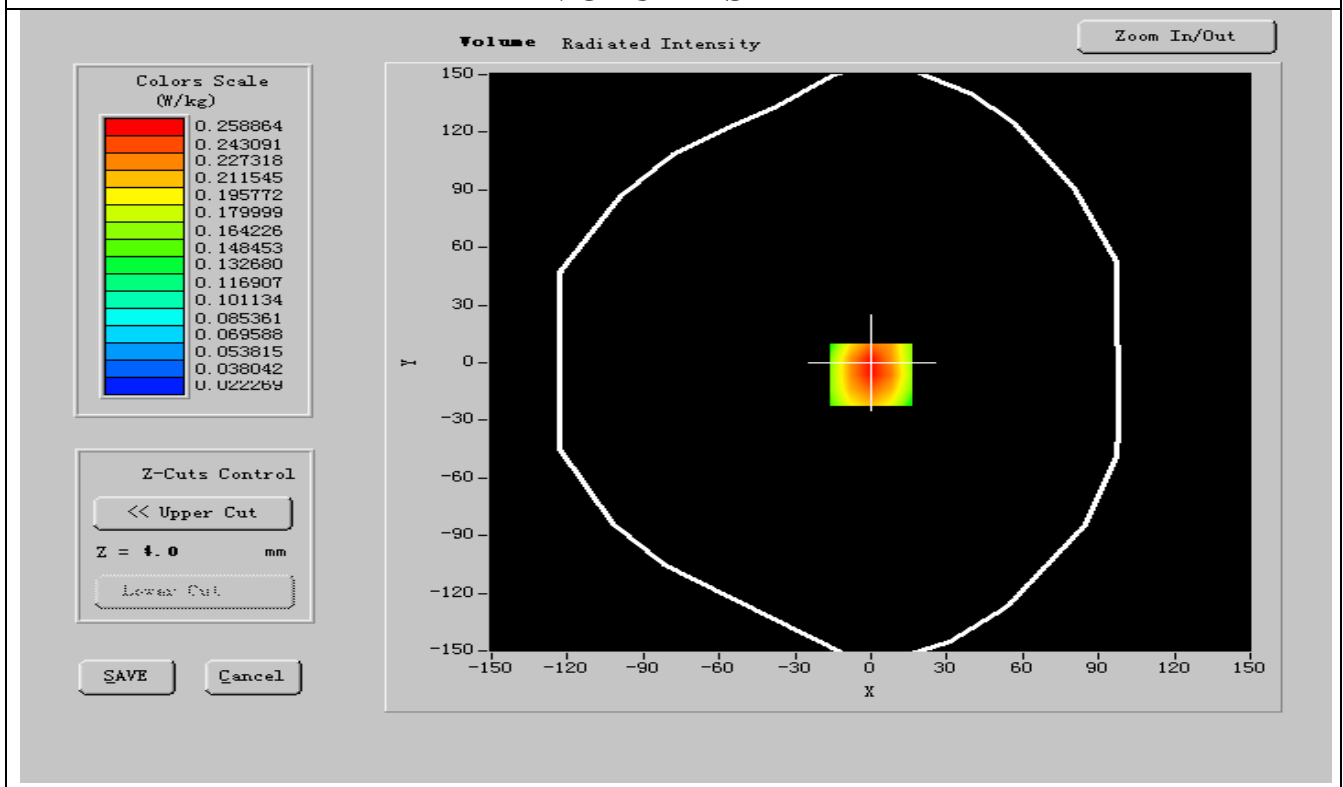 Volume Radiated Intensity
Zoom In/Out
Colors Scale
(W/kg)
0.258864
0.243091
0.227318
0.211545
0.195772
0.179999
0.164226
0.148453
0.132680
0.116907
0.101134
0.085361
0.069588
0.053815
0.038042
0.022269
Z-Cuts Control
<< Upper Cut
Z = 4.0 mm
Lower Cut
SAVE
Cancel
150
120
90
60
30
0
-30
-60
-90
-120
-150
Y
-150 -120 -90 -60 -30 0 30 60 90 120 150
X